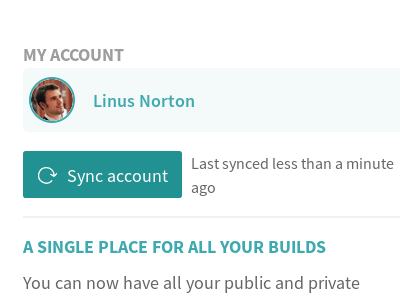 MY ACCOUNT
Linus Norton
Sync account
Last synced less than a minute
ago
A SINGLE PLACE FOR ALL YOUR BUILDS
You can now have all your public and private